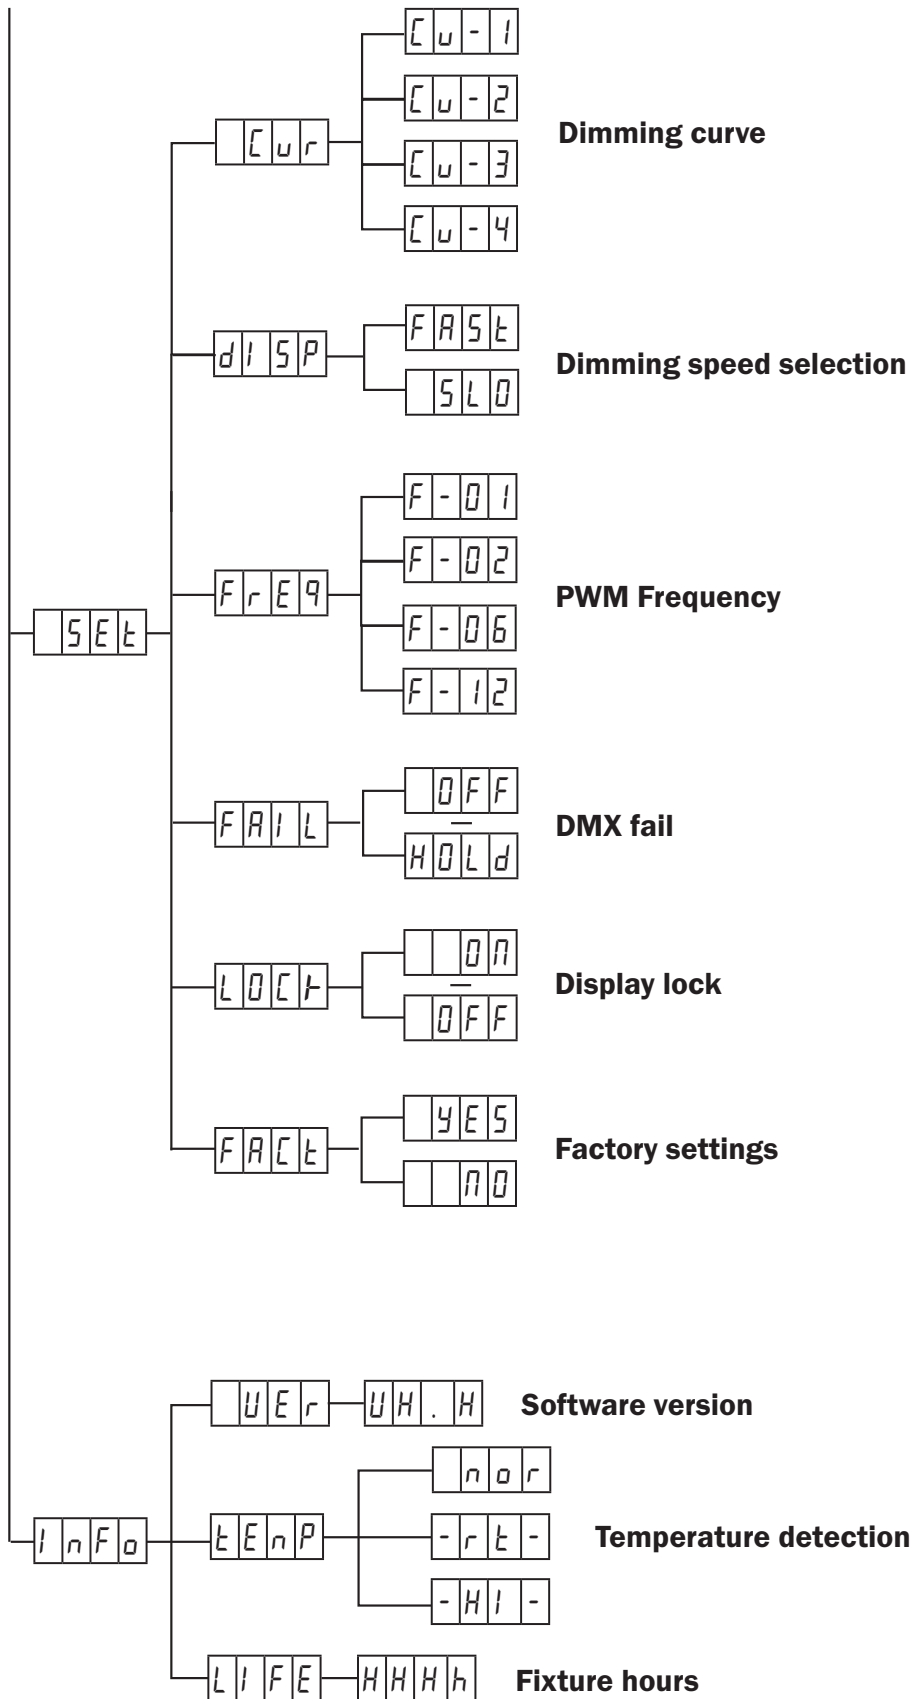 Cu-1
Cu-2
Cur
Dimming curve
Cu-3
Cu-4
FASt
dISP
Dimming speed selection
SLO
F-01
F-02
FrEq
PWM Frequency
SEt
F-06
F-12
OFF
FAIL
DMX fail
HOLd
ON
LOCk
Display lock
OFF
YES
FACt
Factory settings
NO
VEr
VH.H
Software version
nor
InFo
tEnP
-rt-
Temperature detection
-HI-
LIFE
HHHh
Fixture hours